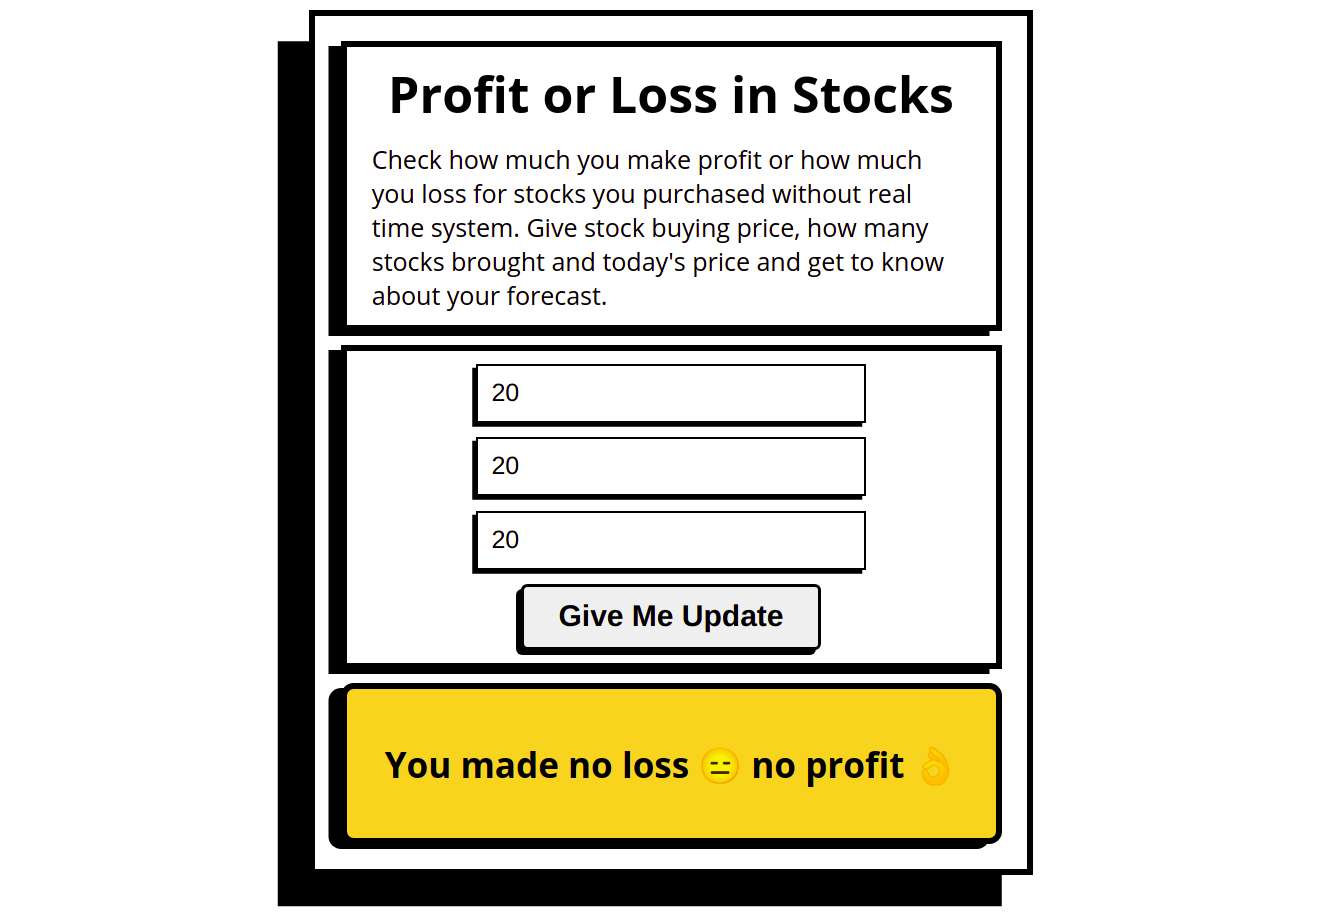 Profit or Loss in Stocks
Check how much you make profit or how much
you loss for stocks you purchased without real
time system. Give stock buying price, how many
stocks brought and today's price and get to know
about your forecast.
20
20
20
Give Me Update
You made no loss 😑 no profit 👌